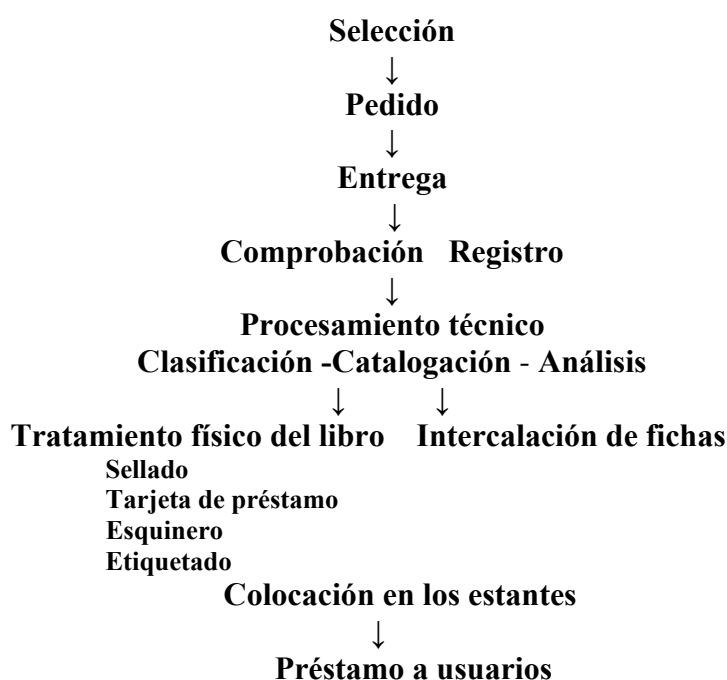 Selección
↓
Pedido
↓
Entrega
↓
Comprobación Registro
↓
Procesamiento técnico
Clasificación -Catalogación - Análisis
↓ ↓
Tratamiento físico del libro Intercalación de fichas
Sellado
Tarjeta de préstamo
Esquinero
Etiquetado
Colocación en los estantes
↓
Préstamo a usuarios